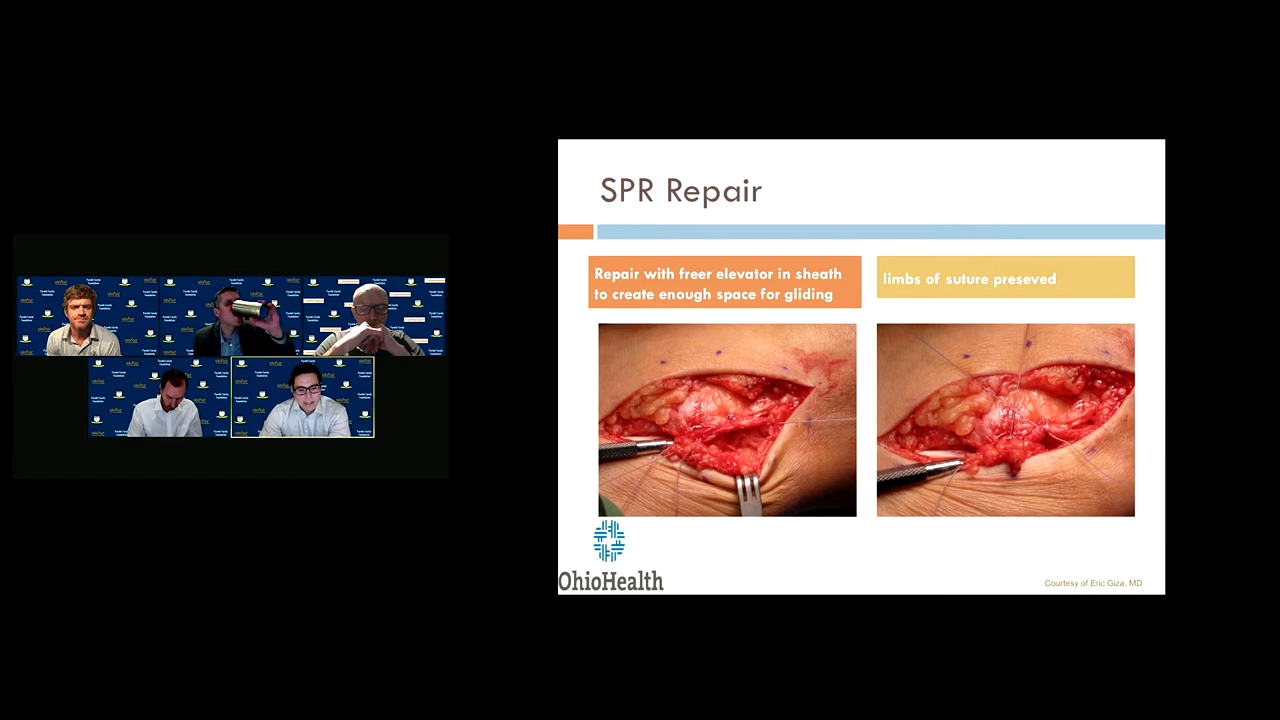 SPR Repair
Repair with freer elevator in sheath
to create enough space for gliding
limbs of suture preseved
OhioHealth
Courtesy of Eric Giza, MD